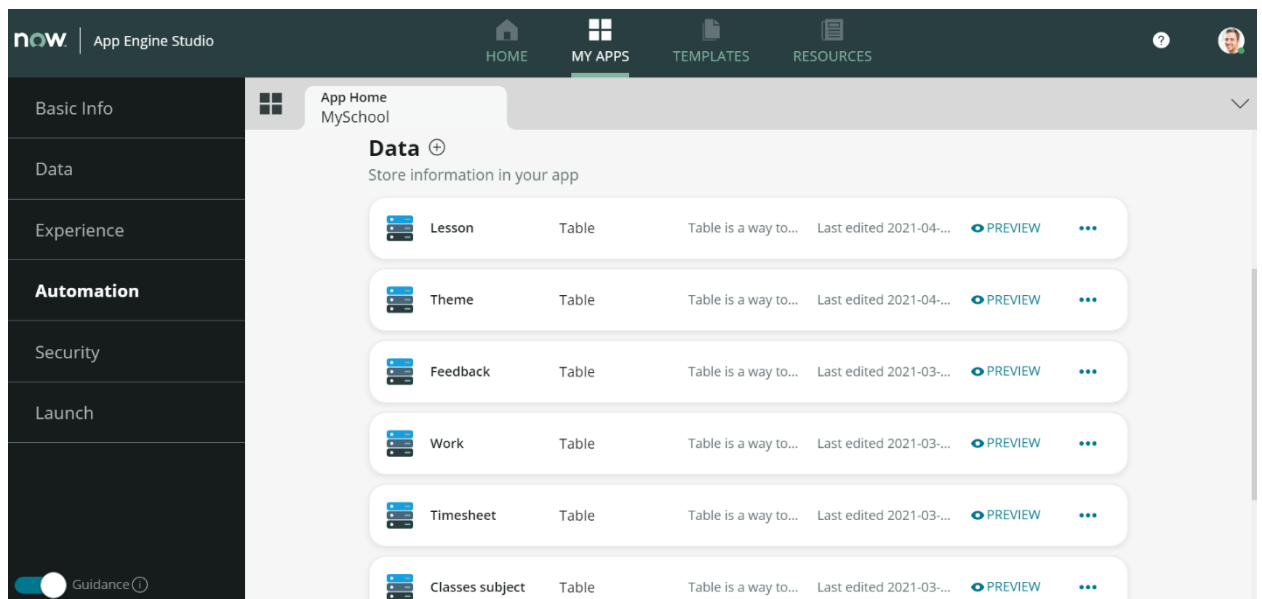 now. App Engine Studio
HOME
MY APPS
TEMPLATES
RESOURCES
?
Basic Info
Data
Experience
Automation
Security
Launch
Guidance
App Home
MySchool
Data
Store information in your app
Lesson Table Table is a way to... Last edited 2021-04-... PREVIEW
Theme Table Table is a way to... Last edited 2021-04-... PREVIEW
Feedback Table Table is a way to... Last edited 2021-03-... PREVIEW
Work Table Table is a way to... Last edited 2021-03-... PREVIEW
Timesheet Table Table is a way to... Last edited 2021-03-... PREVIEW
Classes subject Table Table is a way to... Last edited 2021-03-... PREVIEW